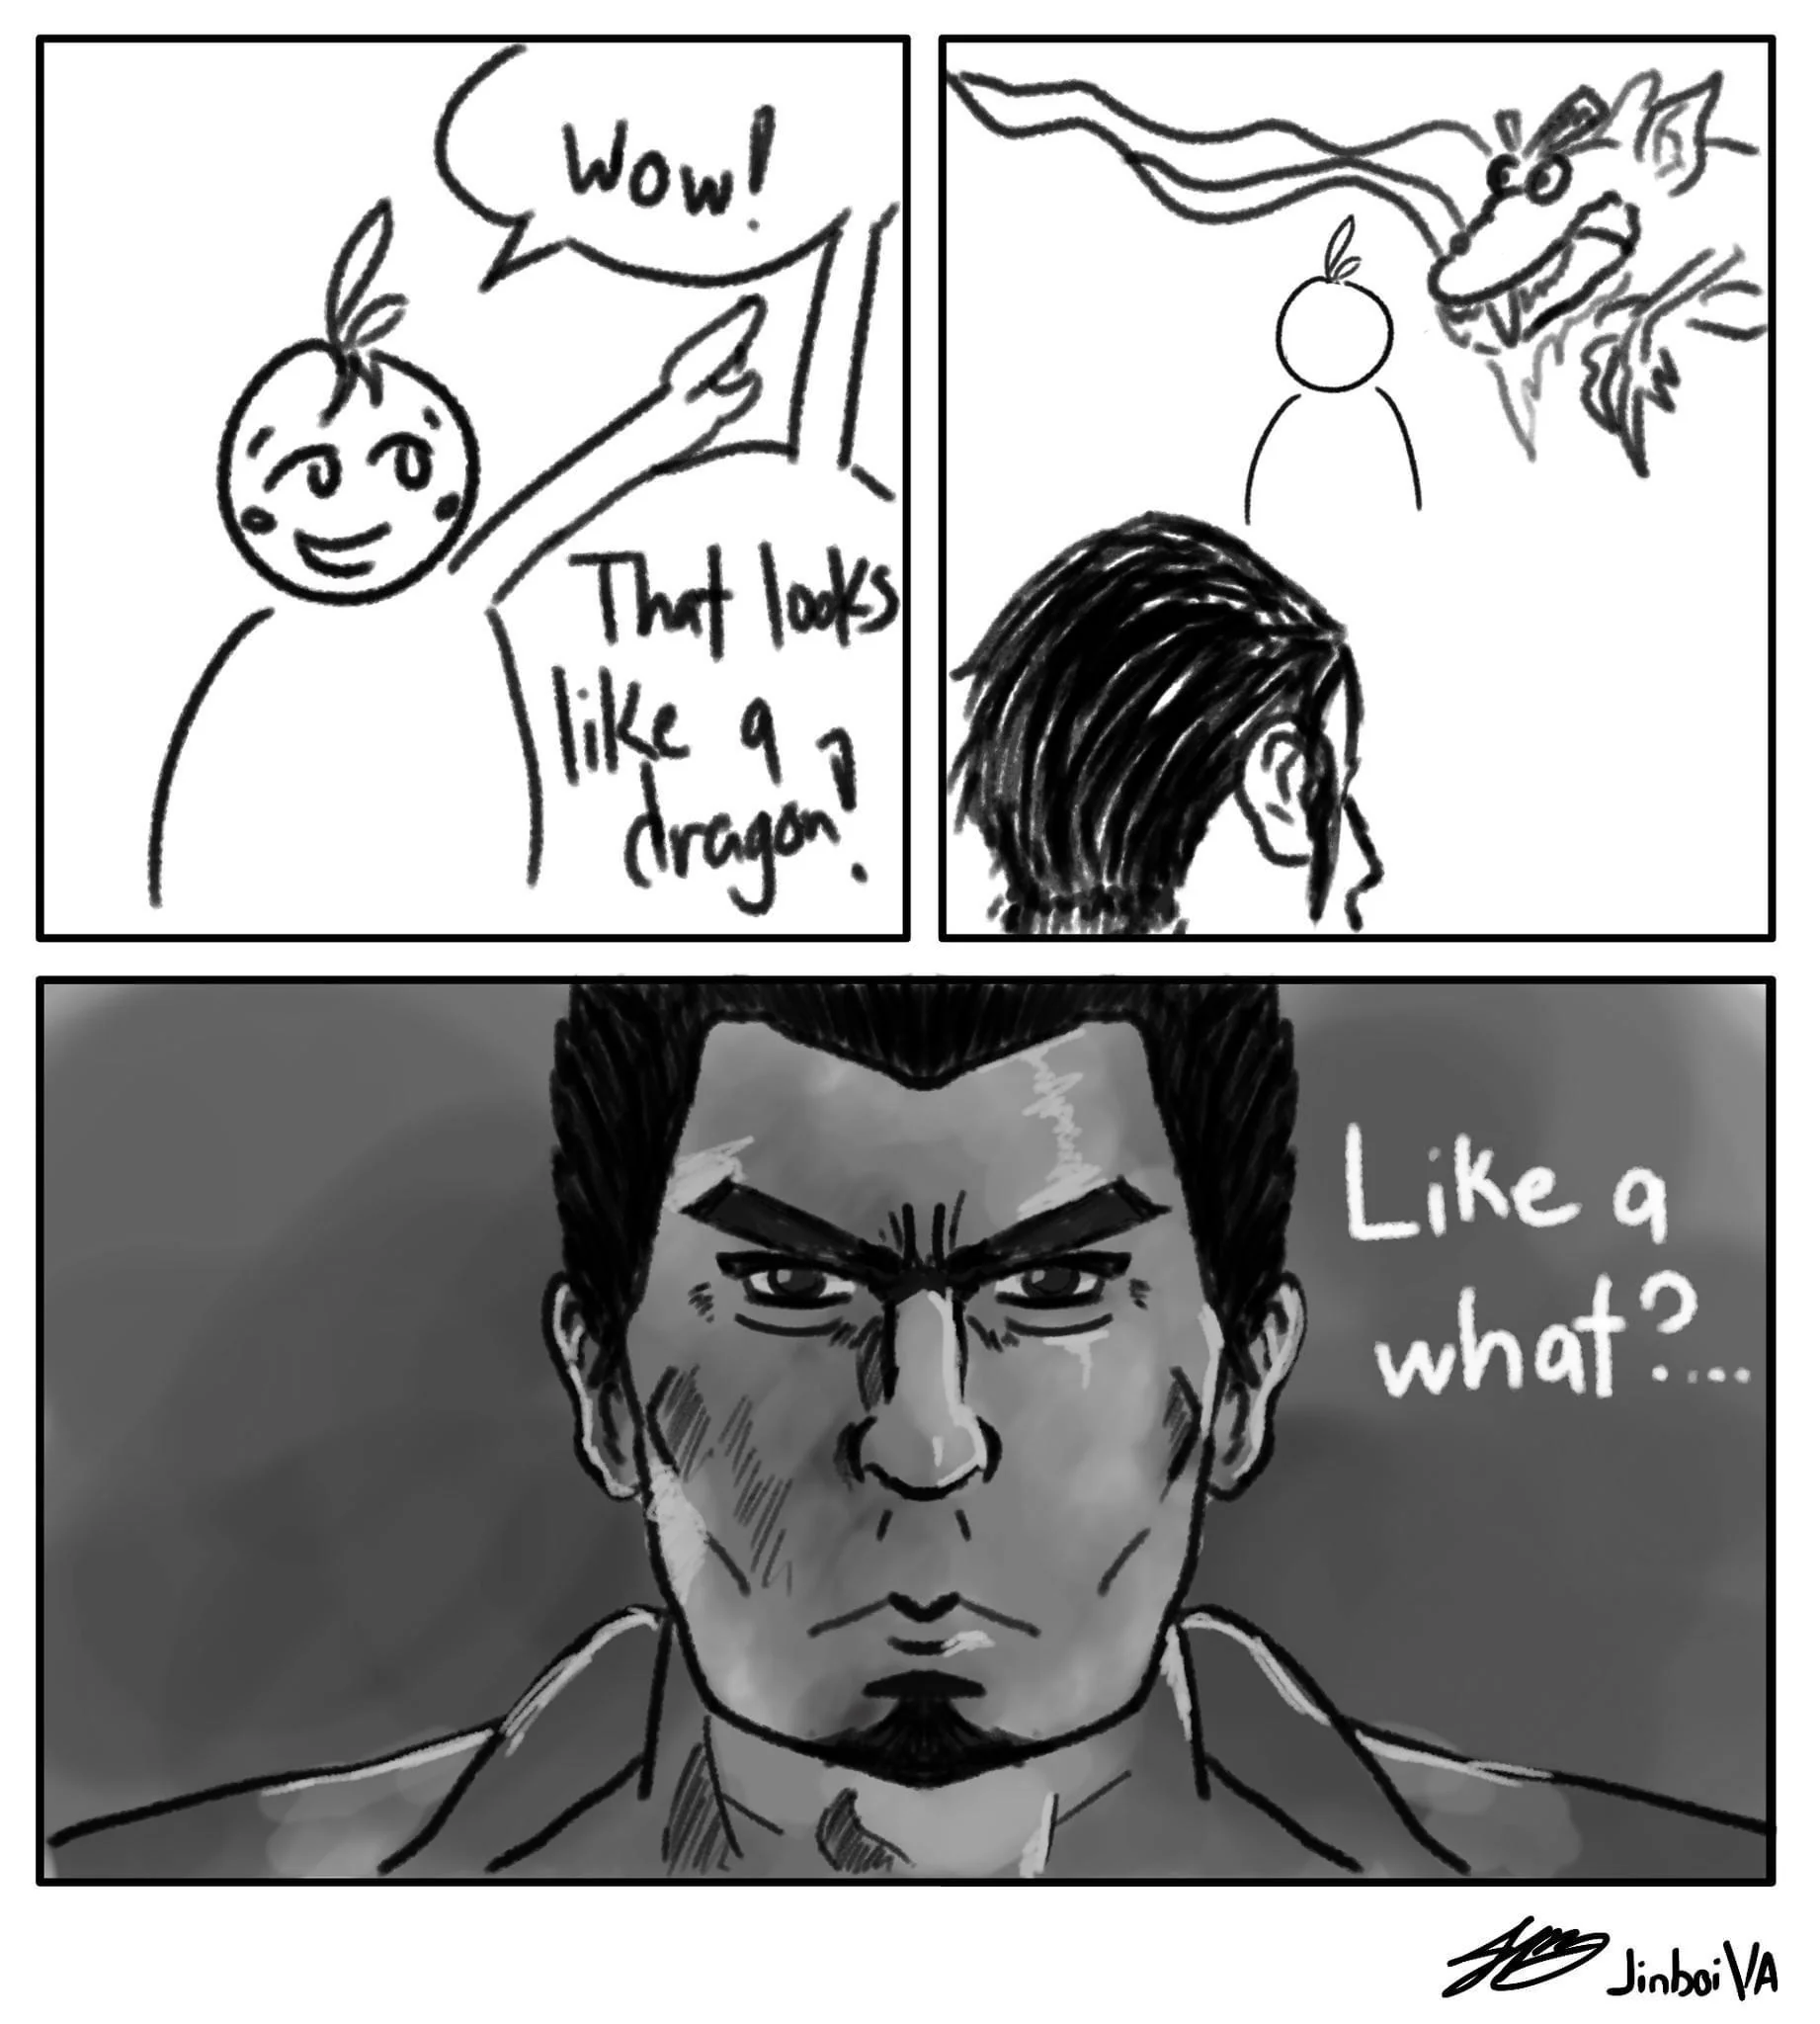 Wow!
That looks
like a
dragon!
Like a
what?....
JinboiVA